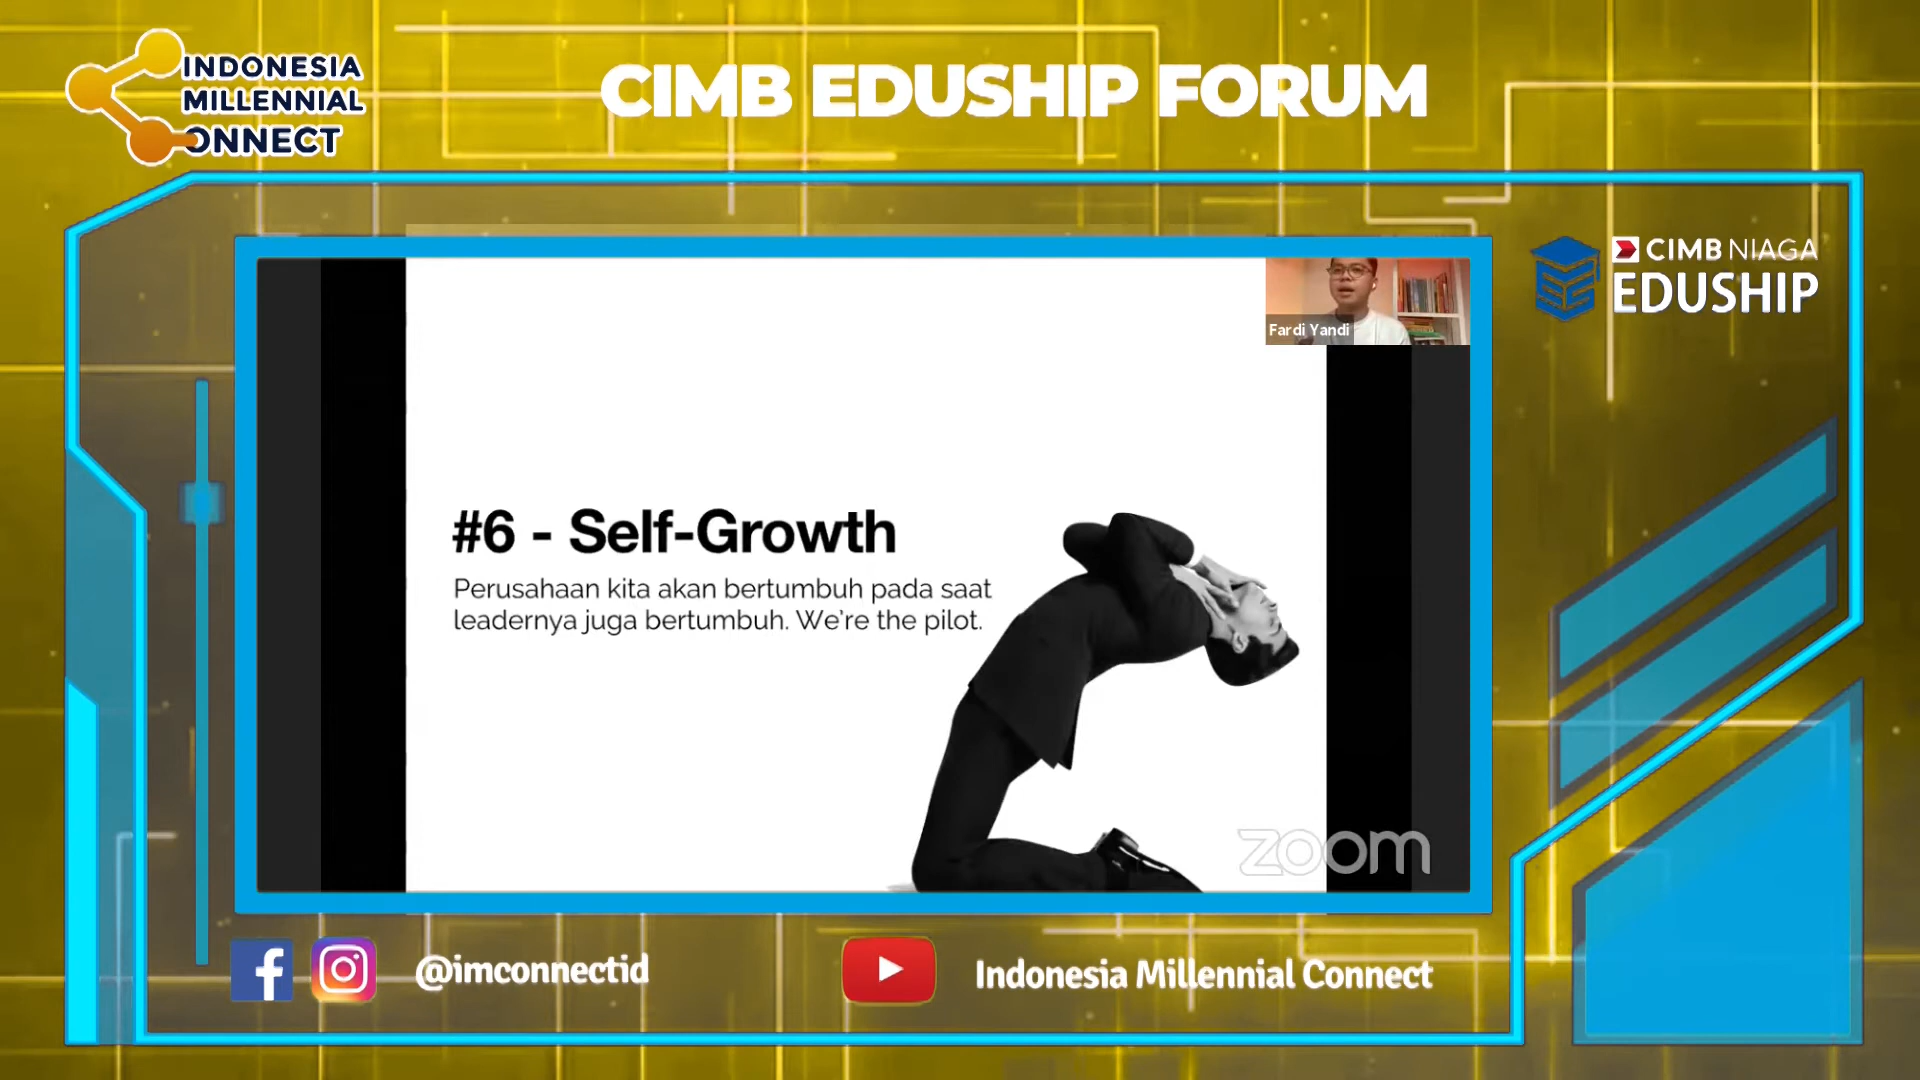 INDONESIA
MILLENNIAL
CONNECT
CIMB EDUSHIP FORUM
CIMB NIAGA
EDUSHIP
Fardi Yandi
#6 - Self-Growth
Perusahaan kita akan bertumbuh pada saat
leadernya juga bertumbuh. We're the pilot.
zoom
@imconnectid
Indonesia Millennial Connect